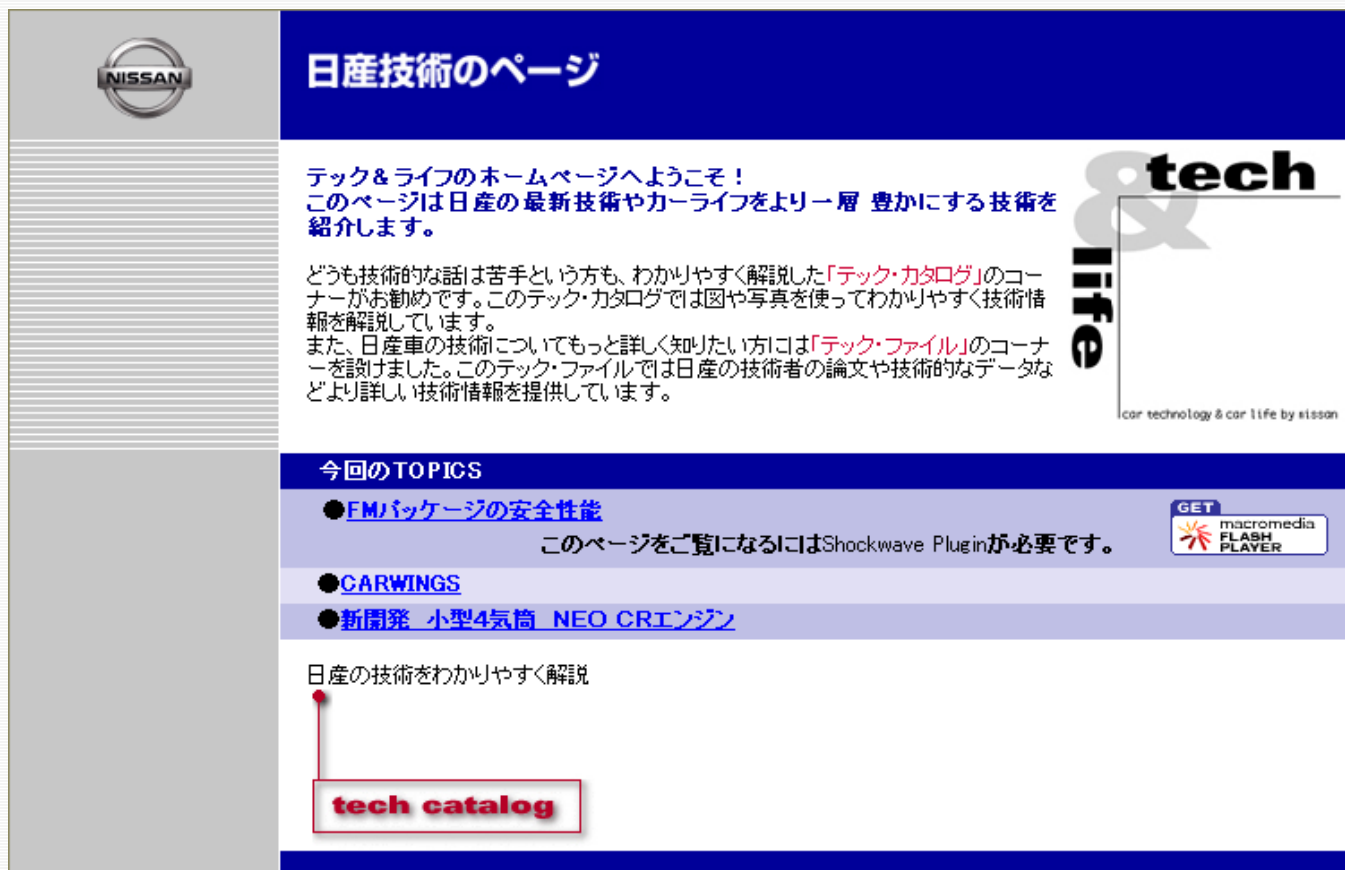 NISSAN
日産技術のページ
テック&ライフのホームページへようこそ！
このページは日産の最新技術やカーライフをより一層 豊かにする技術を
紹介します。
& tech
life
car technology & car life by nissan
どうも技術的な話は苦手という方も、わかりやすく解説した「テック・カタログ」のコー
ナーがお勧めです。このテック・カタログでは図や写真を使ってわかりやすく技術情
報を解説しています。
また、日産車の技術についてもっと詳しく知りたい方には「テック・ファイル」のコーナ
ーを設けました。このテック・ファイルでは日産の技術者の論文や技術的なデータな
どより詳しい技術情報を提供しています。
今回のTOPICS
●FMパッケージの安全性能
このページをご覧になるにはShockwave Pluginが必要です。
GET
macromedia
FLASH
PLAYER
●CARWINGS
●新開発 小型4気筒 NEO CRエンジン
日産の技術をわかりやすく解説
tech catalog